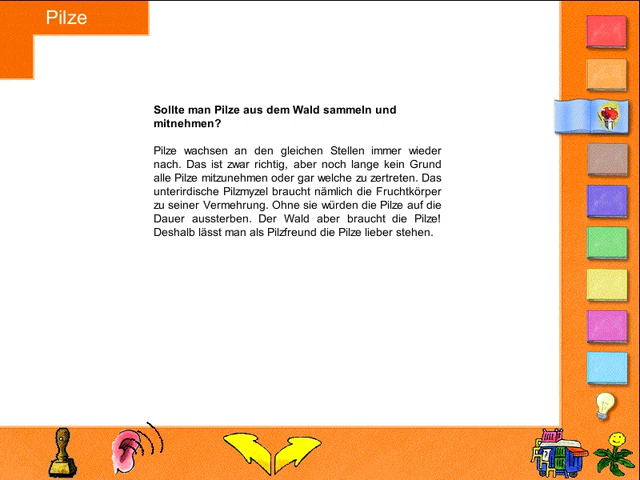 Pilze
Sollte man Pilze aus dem Wald sammeln und
mitnehmen?
Pilze wachsen an den gleichen Stellen immer wieder
nach. Das ist zwar richtig, aber noch lange kein Grund
alle Pilze mitzunehmen oder gar welche zu zertreten. Das
unterirdische Pilzmyzel braucht nämlich die Fruchtkörper
zu seiner Vermehrung. Ohne sie würden die Pilze auf die
Dauer aussterben. Der Wald aber braucht die Pilze!
Deshalb lässt man als Pilzfreund die Pilze lieber stehen.